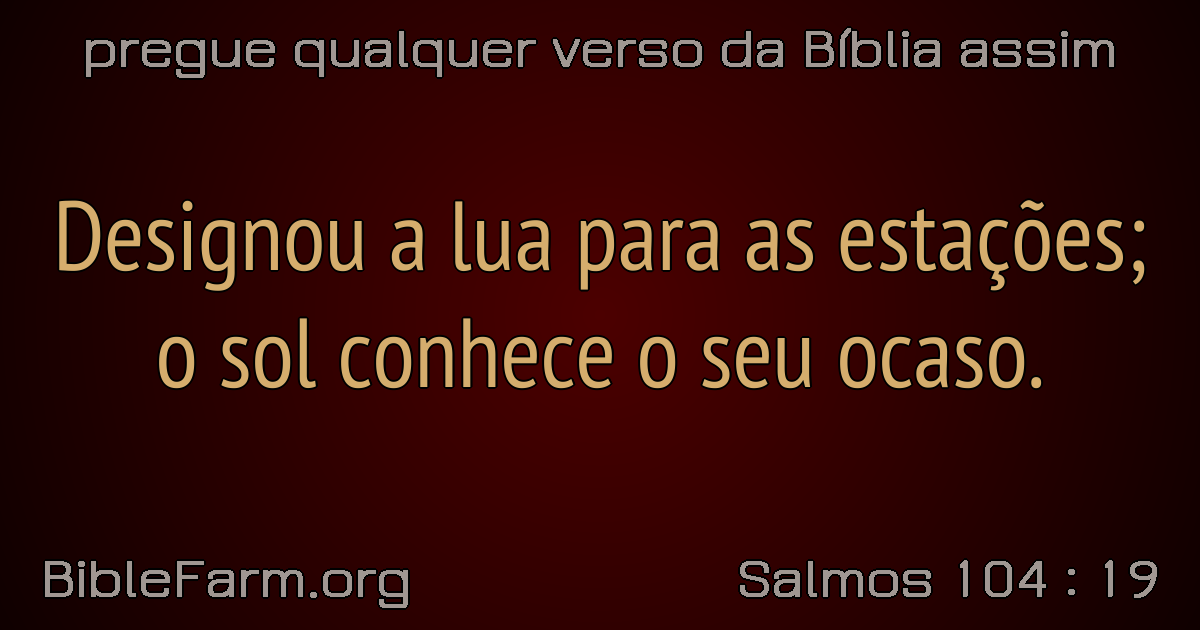 pregue qualquer verso da Bíblia assim
Designou a lua para as estações;
o sol conhece o seu ocaso.
BibleFarm.org
Salmos 104 : 19